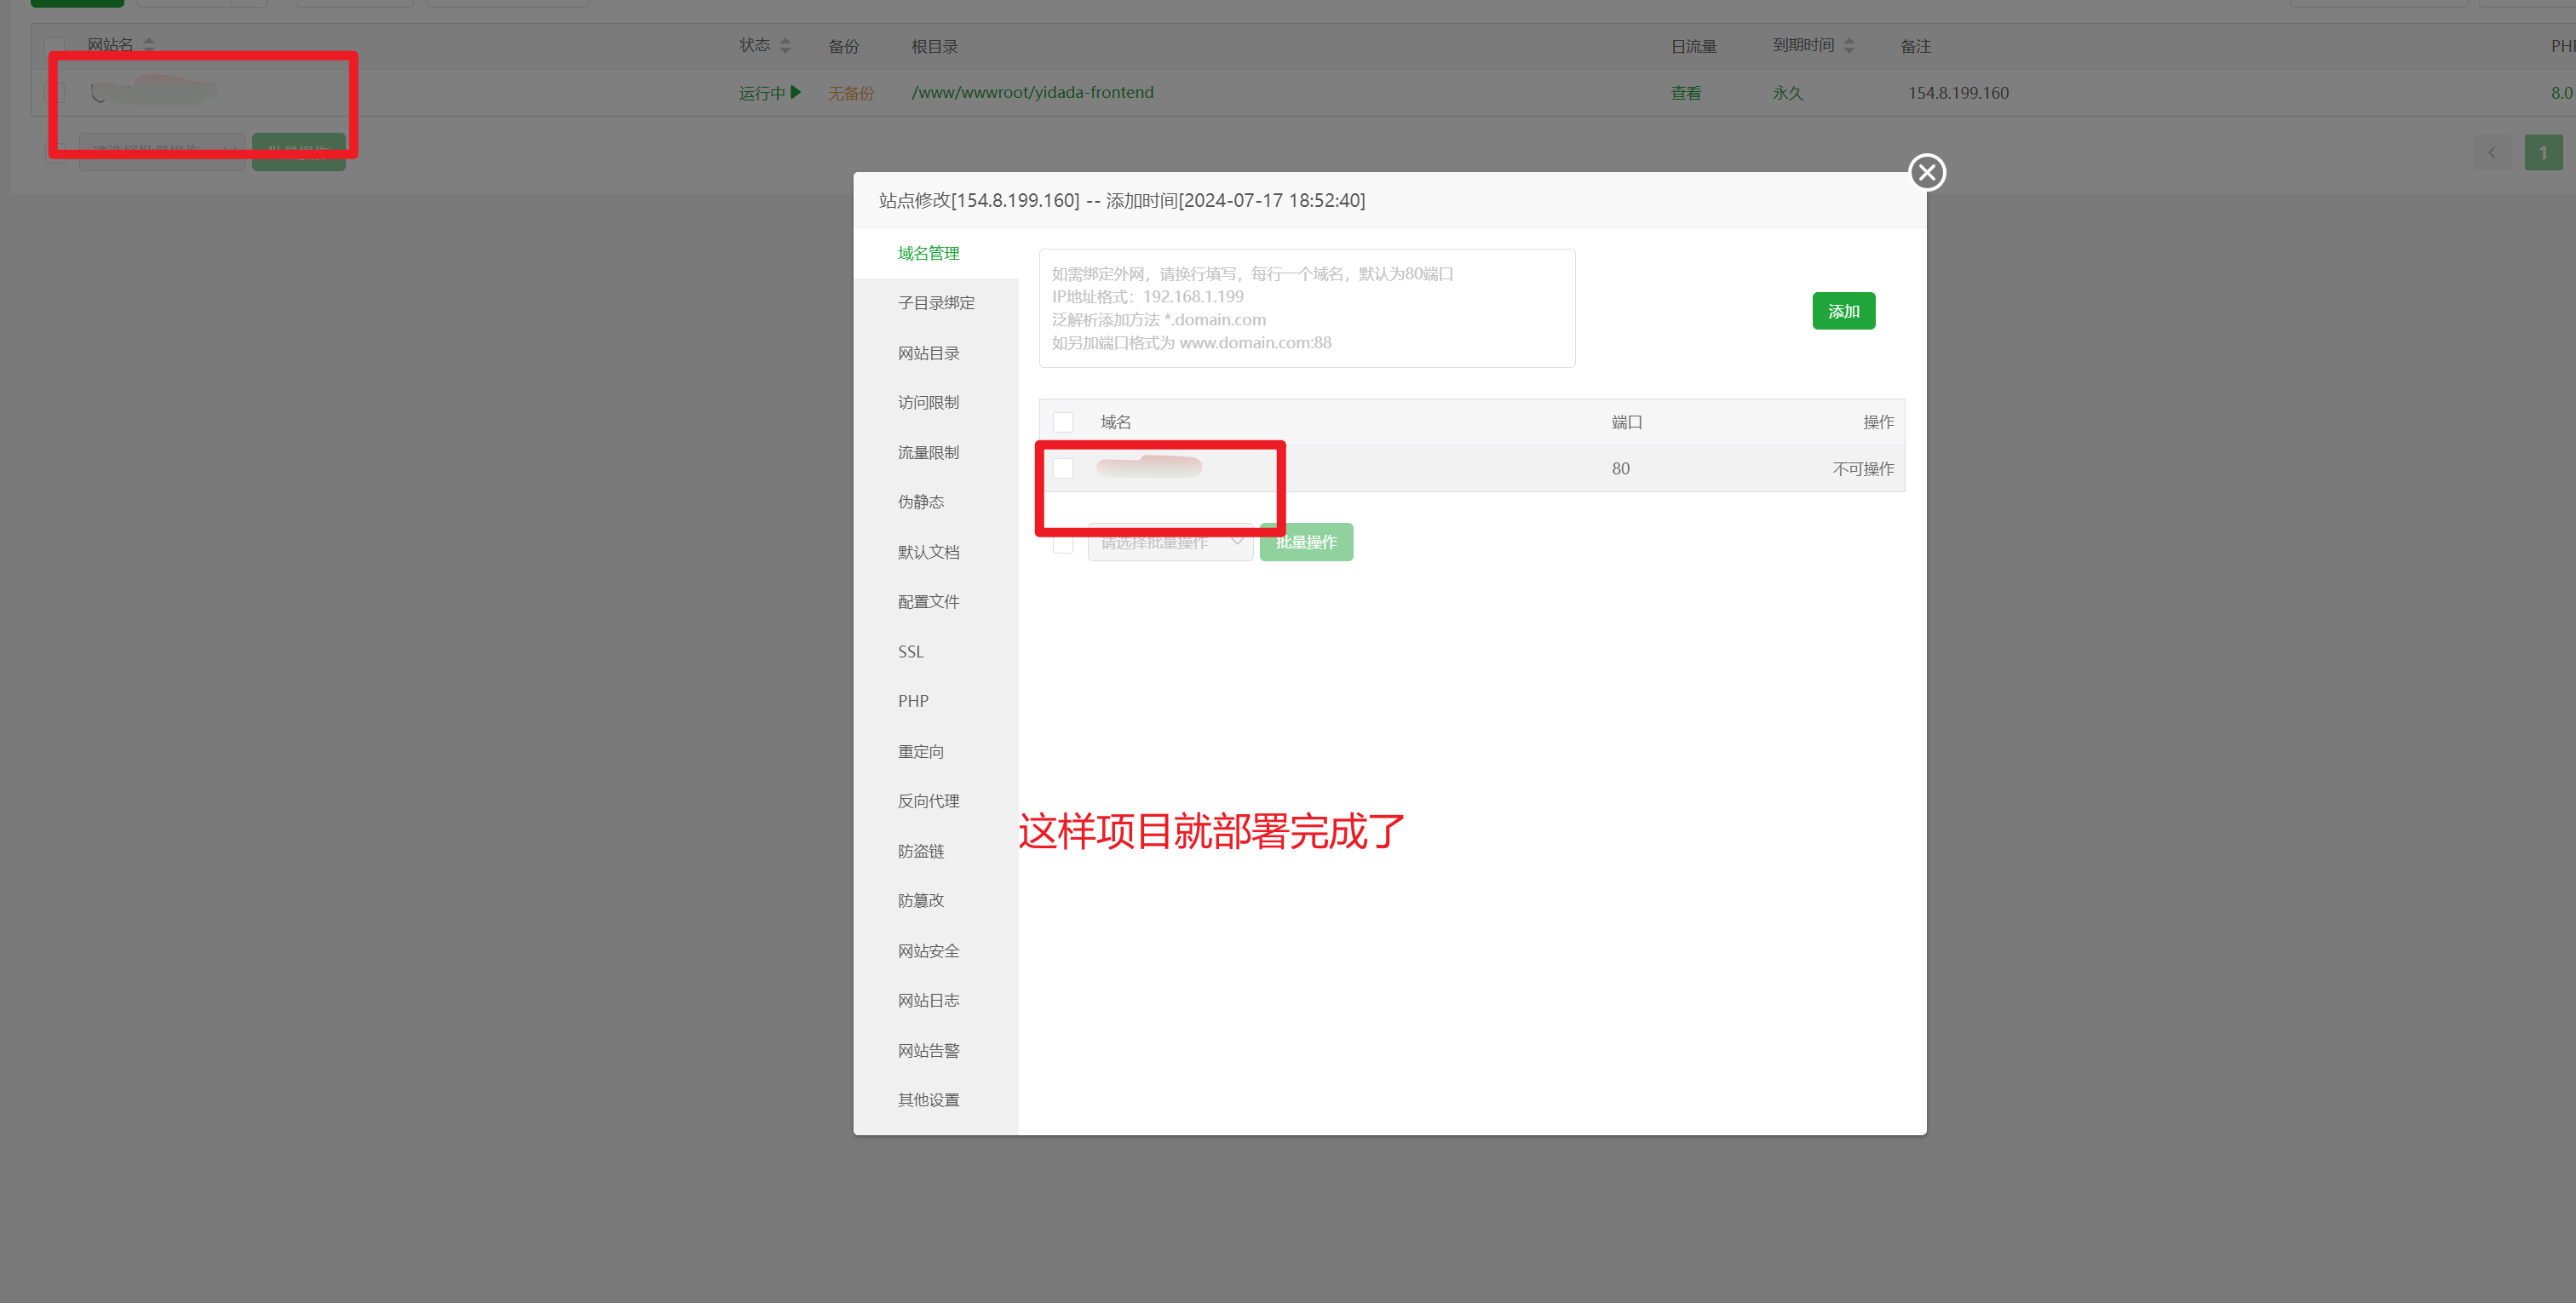 网站名 状态 备份 根目录 日流量 到期时间 备注 PH
运行中 无备份 /www/wwwroot/yidada-frontend 查看 永久 154.8.199.160 8.0
1
站点修改[154.8.199.160] -- 添加时间[2024-07-17 18:52:40]
域名管理
子目录绑定
网站目录
访问限制
流量限制
伪静态
默认文档
配置文件
SSL
PHP
重定向
反向代理
防盗链
防篡改
网站安全
网站日志
网站告警
其他设置
如需绑定外网，请换行填写，每行一个域名，默认为80端口
IP地址格式：192.168.1.199
泛解析添加方法 *.domain.com
如另加端口格式为 www.domain.com:88
添加
域名 端口 操作
80 不可操作
请选择批量操作 批量操作
这样项目就部署完成了